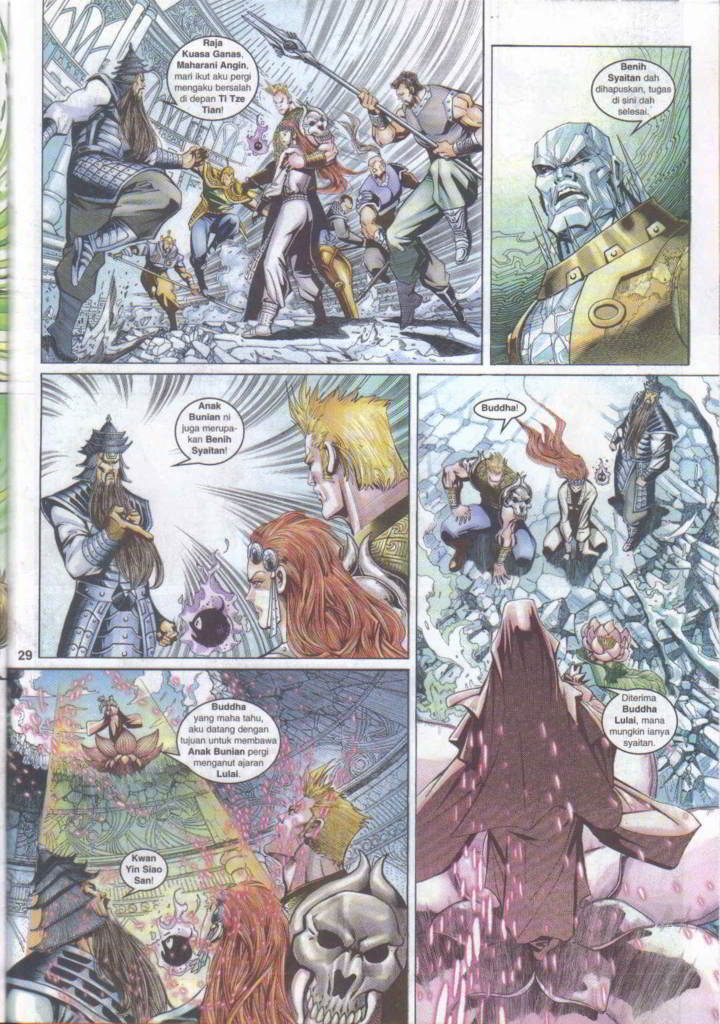 Raja
Kuasa Ganas,
Maharani Angin,
mari ikut aku pergi
mengaku bersalah
di depan Ti Tze
Tian!
Benih
Syaitan dah
dihapuskan, tugas
di sini dah
selesai.
Anak
Bunian ni
juga merupa-
kan Benih
Syaitan!
Buddha!
Diterima
Buddha
Lulai, mana
mungkin ianya
syaitan.
29
Buddha
yang maha tahu,
aku datang dengan
tujuan untuk membawa
Anak Bunian pergi
menganut ajaran
Lulai.
Kwan
Yin Siao
San!